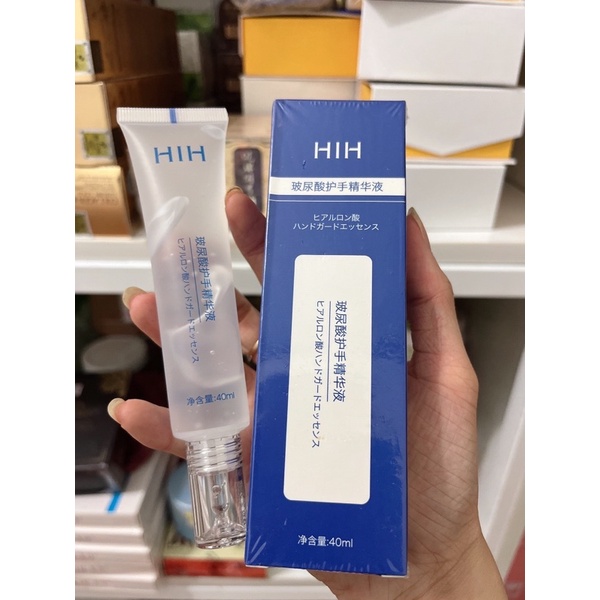 HIH
玻尿酸护手精华液
ヒアルロン酸ハンドガードエッセンス
净含量:40ml
HIH
玻尿酸护手精华液
ヒアルロン酸
ハンドガードエッセンス
玻尿酸护手精华液
ヒアルロン酸ハンドガードエッセンス
净含量:40ml